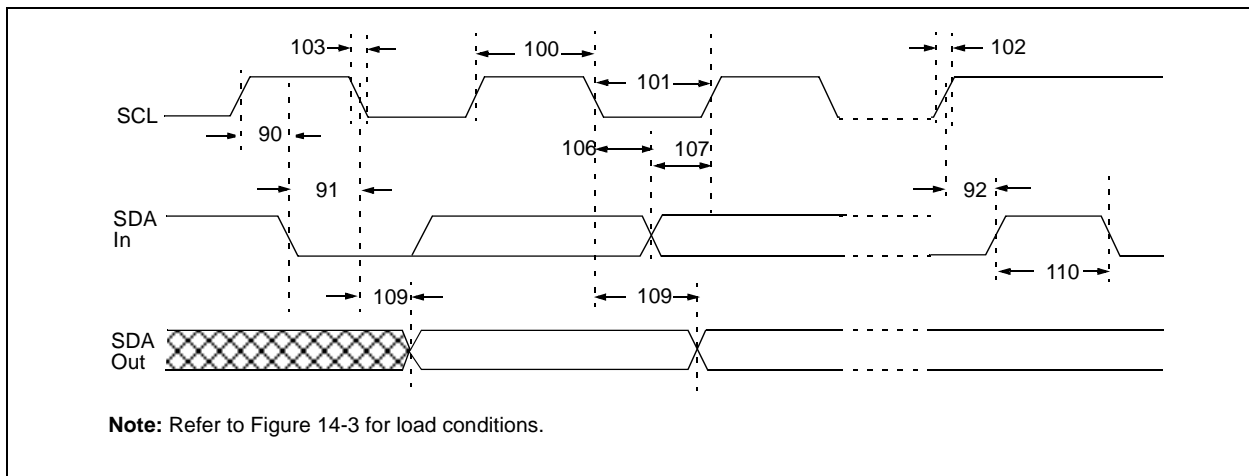 103
100
102
101
SCL
90
106
107
91
92
SDA
In
110
109
109
SDA
Out
Note: Refer to Figure 14-3 for load conditions.